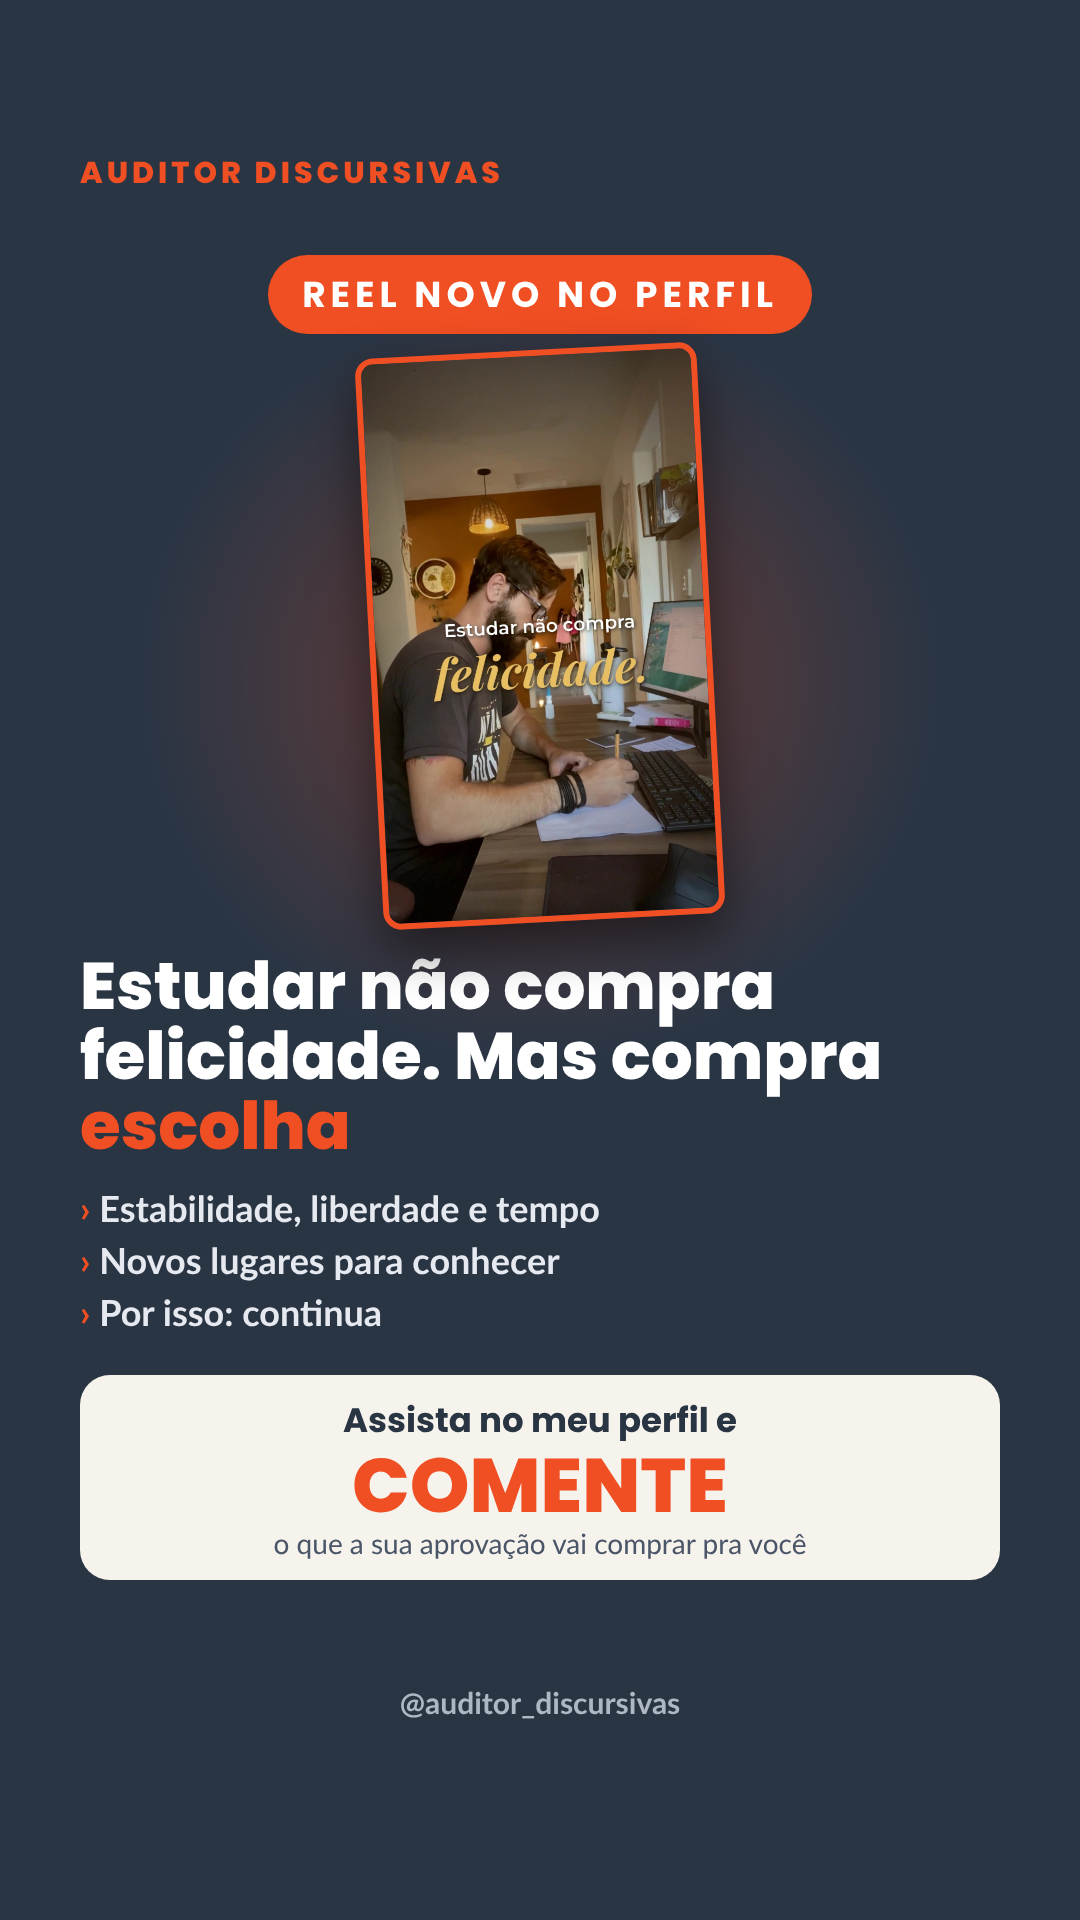 AUDITOR DISCURSIVAS
REEL NOVO NO PERFIL
Estudar não compra
felicidade.
Estudar não compra
felicidade. Mas compra
escolha
› Estabilidade, liberdade e tempo
› Novos lugares para conhecer
› Por isso: continua
Assista no meu perfil e
COMENTE
o que a sua aprovação vai comprar pra você
@auditor_discursivas